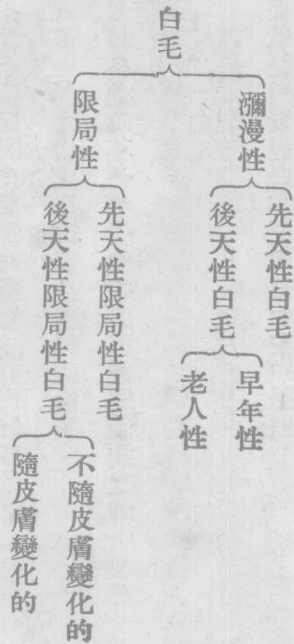 白毛
瀰漫性
先天性白毛
後天性白毛
早年性
老人性
限局性
先天性限局性白毛
後天性限局性白毛
不隨皮膚變化的
隨皮膚變化的